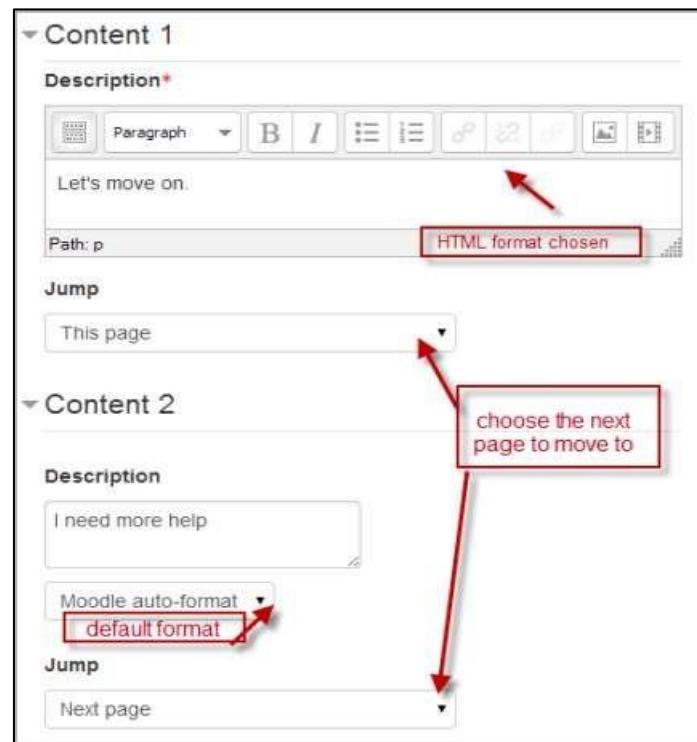 Content 1
Description*
Paragraph B I
Let's move on.
Path: p
HTML format chosen
Jump
This page
Content 2
choose the next
page to move to
Description
I need more help
Moodle auto-format
default format
Jump
Next page